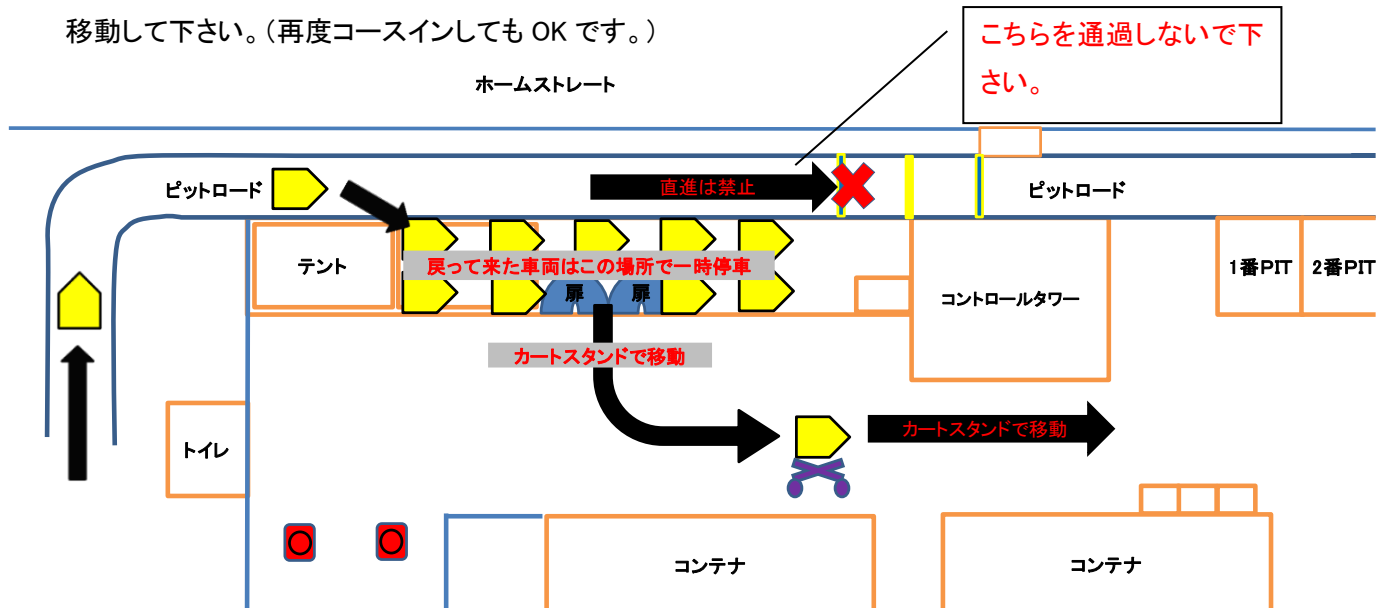 移動して下さい。（再度コースインしても OK です。）
こちらを通過しないで下
さい。
ホームストレート
ピットロード
直進は禁止
ピットロード
テント
戻って来た車両はこの場所で一時停車
扉
扉
コントロールタワー
1番PIT
2番PIT
カートスタンドで移動
カートスタンドで移動
トイレ
コンテナ
コンテナ